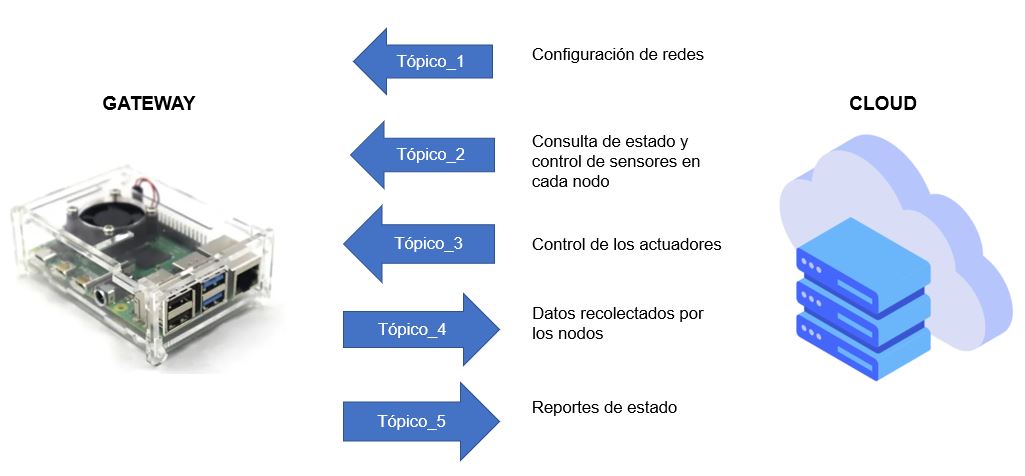 Tópico_1
Configuración de redes
GATEWAY
CLOUD
Tópico_2
Consulta de estado y
control de sensores en
cada nodo
Tópico_3
Control de los actuadores
Tópico_4
Datos recolectados por
los nodos
Tópico_5
Reportes de estado